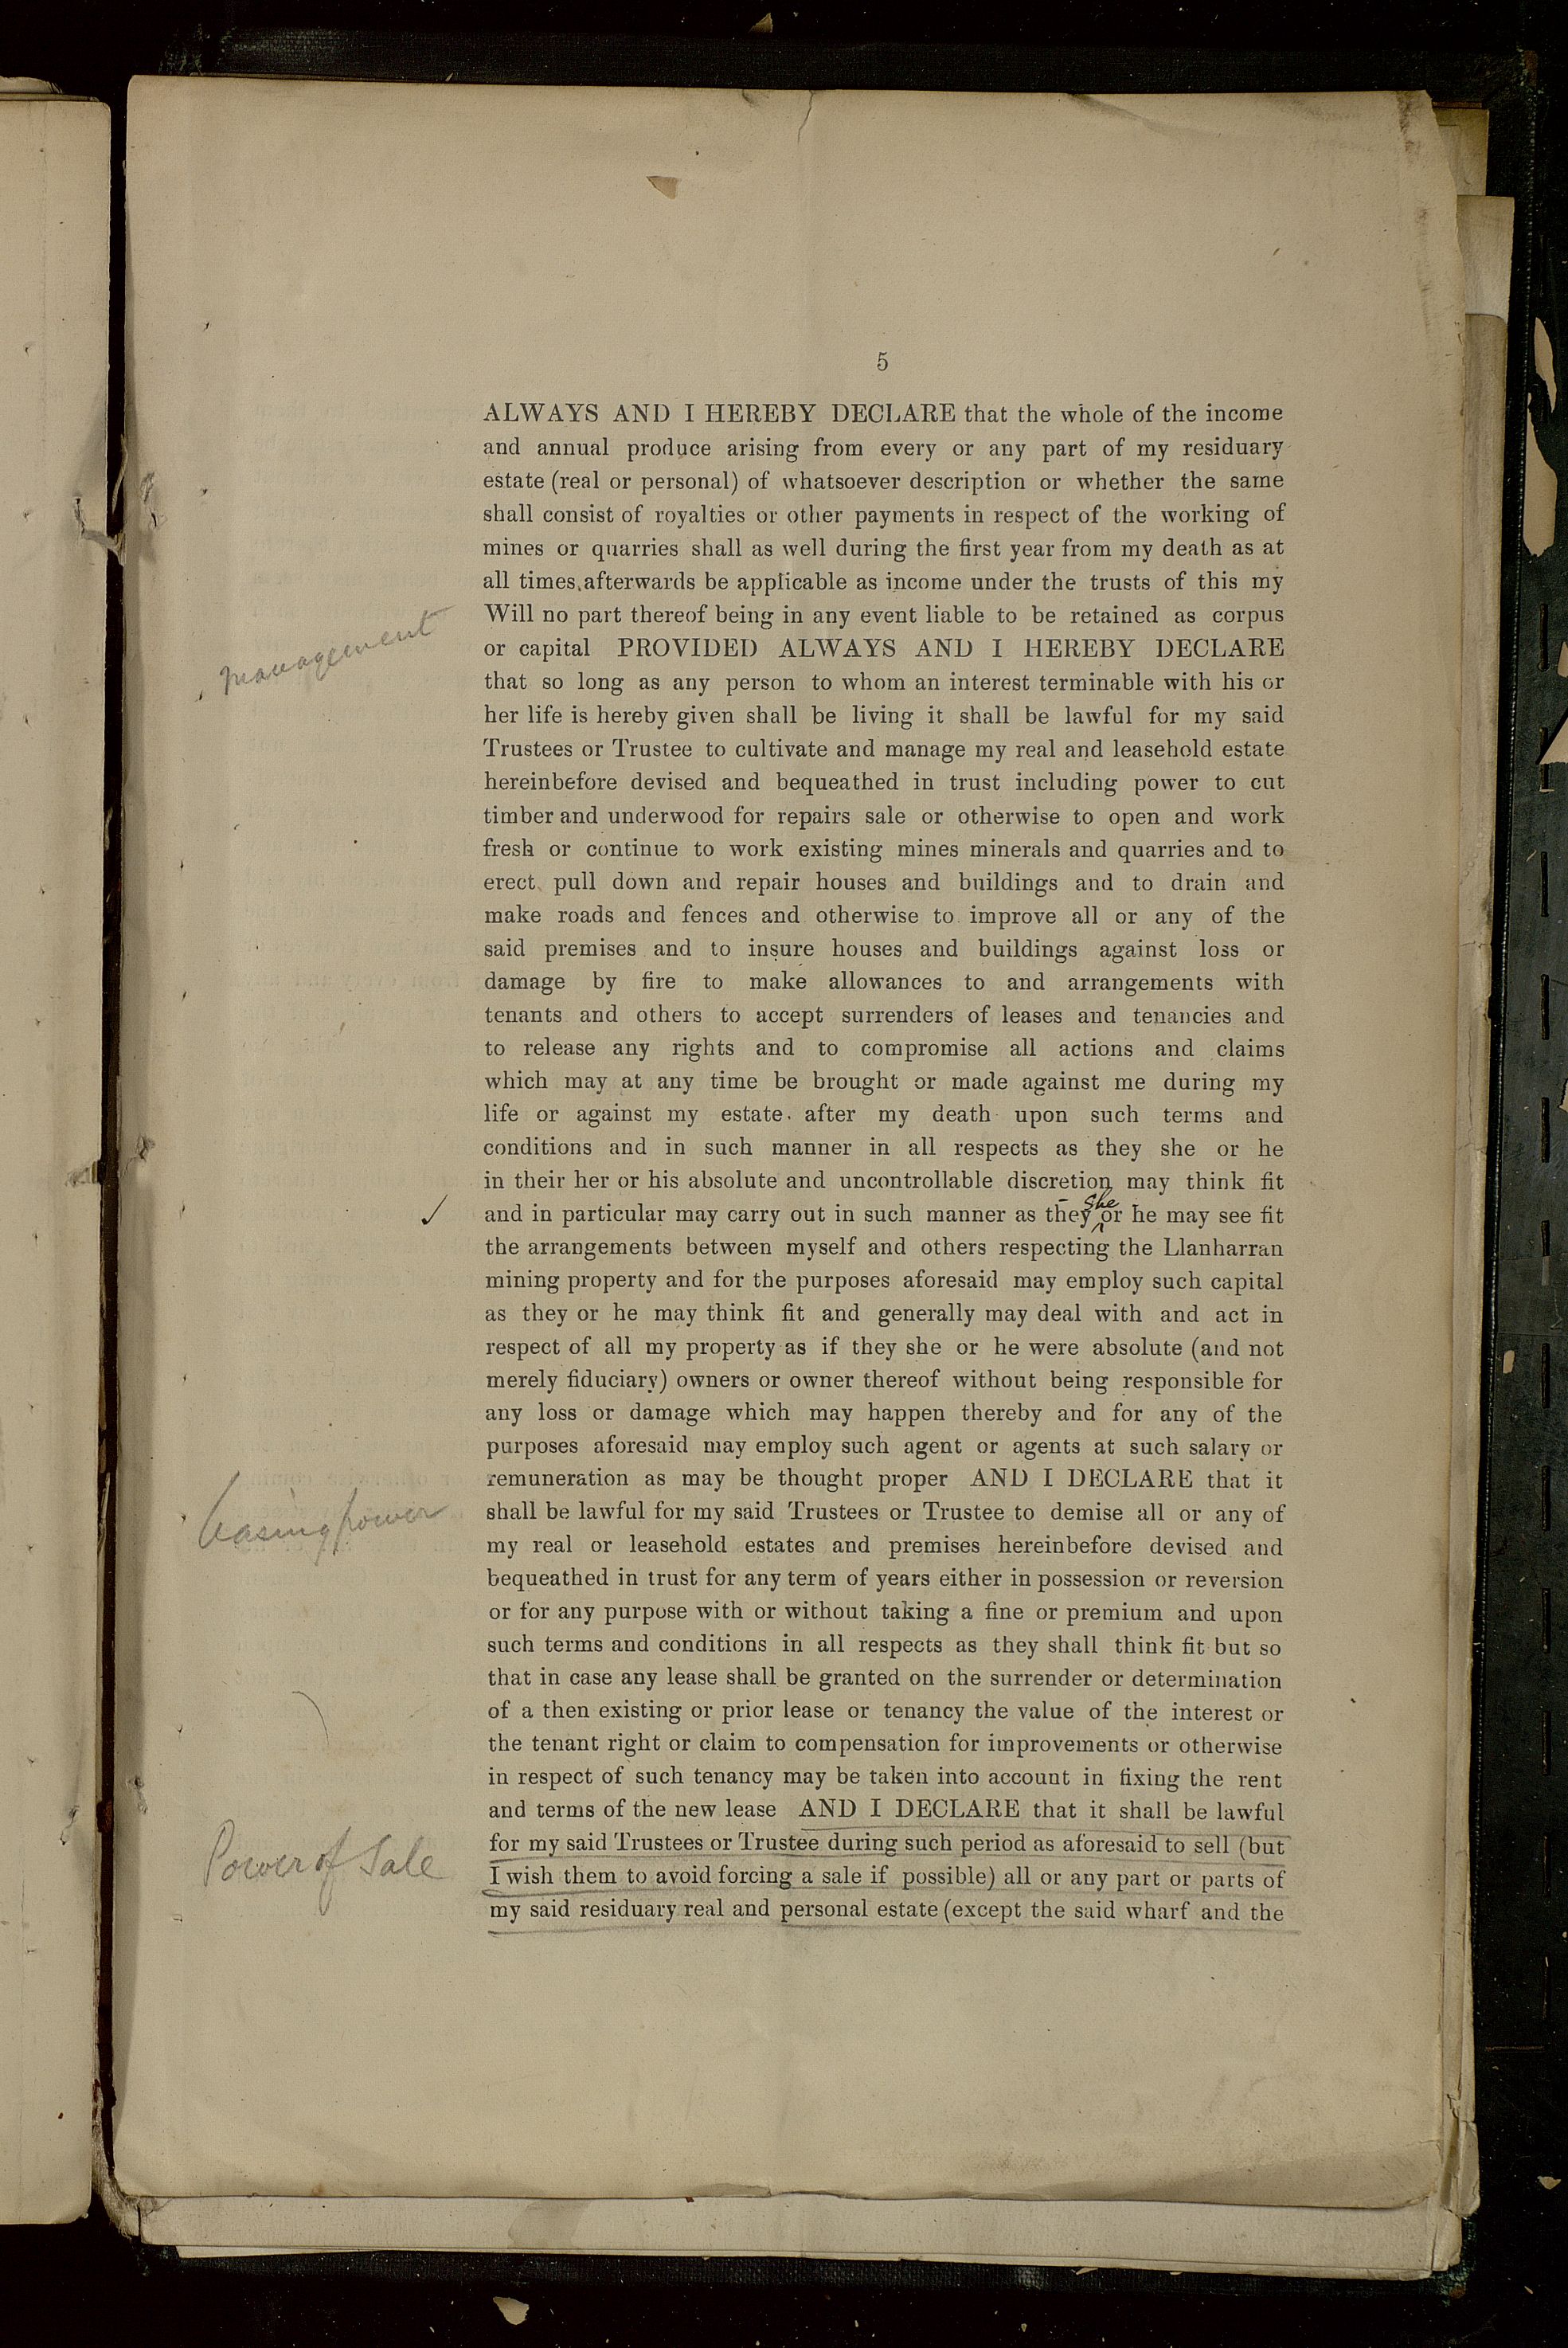 5
ALWAYS AND I HEREBY DECLARE that the whole of the income
and annual produce arising from every or any part of my residuary
estate (real or personal) of whatsoever description or whether the same
shall consist of royalties or other payments in respect of the working of
mines or quarries shall as well during the first year from my death as at
all times afterwards be applicable as income under the trusts of this my
Will no part thereof being in any event liable to be retained as corpus
management
or capital PROVIDED ALWAYS AND I HEREBY DECLARE
that so long as any person to whom an interest terminable with his or
her life is hereby given shall be living it shall be lawful for my said
Trustees or Trustee to cultivate and manage my real and leasehold estate
hereinbefore devised and bequeathed in trust including power to cut
timber and underwood for repairs sale or otherwise to open and work
fresh or continue to work existing mines minerals and quarries and to
erect pull down and repair houses and buildings and to drain and
make roads and fences and otherwise to improve all or any of the
said premises and to insure houses and buildings against loss or
damage by fire to make allowances to and arrangements with
tenants and others to accept surrenders of leases and tenancies and
to release any rights and to compromise all actions and claims
which may at any time be brought or made against me during my
life or against my estate after my death upon such terms and
conditions and in such manner in all respects as they she or he
in their her or his absolute and uncontrollable discretion may think fit
✓ and in particular may carry out in such manner as they she or he may see fit
the arrangements between myself and others respecting the Llanharran
mining property and for the purposes aforesaid may employ such capital
as they or he may think fit and generally may deal with and act in
respect of all my property as if they she or he were absolute (and not
merely fiduciary) owners or owner thereof without being responsible for
any loss or damage which may happen thereby and for any of the
purposes aforesaid may employ such agent or agents at such salary or
remuneration as may be thought proper AND I DECLARE that it
Leasing power
shall be lawful for my said Trustees or Trustee to demise all or any of
my real or leasehold estates and premises hereinbefore devised and
bequeathed in trust for any term of years either in possession or reversion
or for any purpose with or without taking a fine or premium and upon
such terms and conditions in all respects as they shall think fit but so
that in case any lease shall be granted on the surrender or determination
of a then existing or prior lease or tenancy the value of the interest or
the tenant right or claim to compensation for improvements or otherwise
in respect of such tenancy may be taken into account in fixing the rent
and terms of the new lease AND I DECLARE that it shall be lawful
for my said Trustees or Trustee during such period as aforesaid to sell (but
Power of Sale
I wish them to avoid forcing a sale if possible) all or any part or parts of
my said residuary real and personal estate (except the said wharf and the